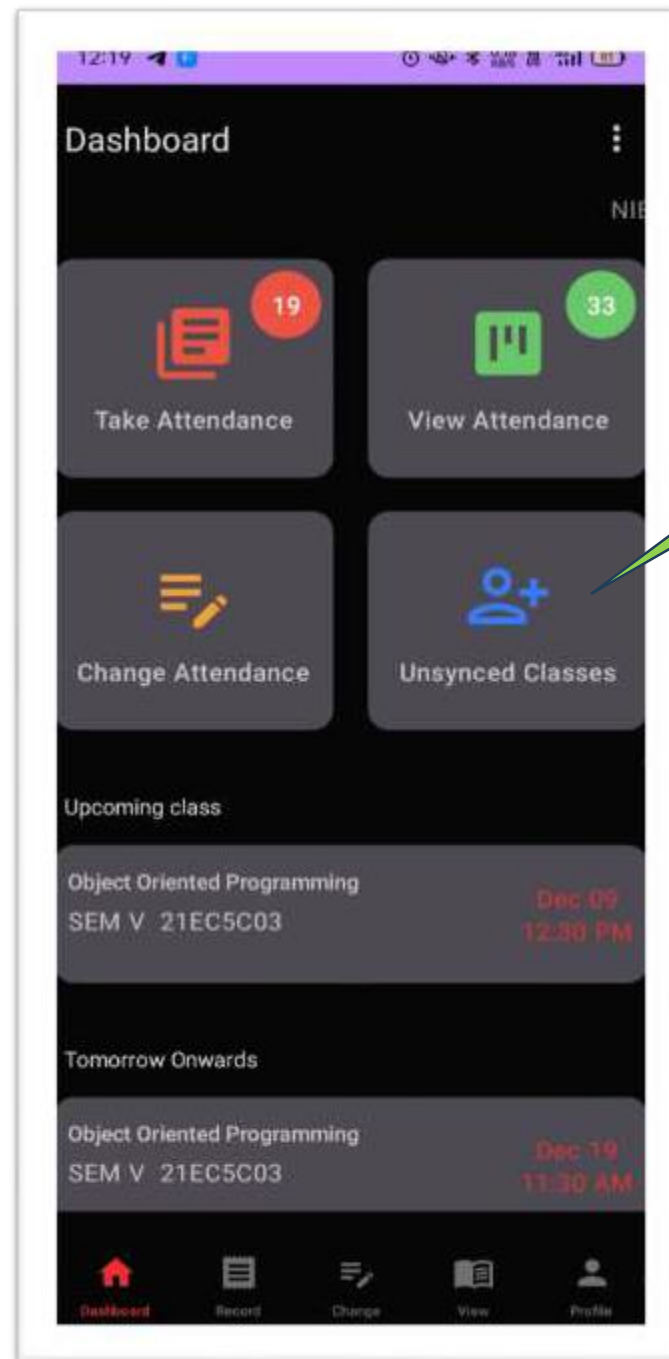 12:19
Dashboard
NIE
19
33
Take Attendance
View Attendance
Change Attendance
Unsynced Classes
Upcoming class
Object Oriented Programming
SEM V 21EC5C03
Dec 09
12:30 PM
Tomorrow Onwards
Object Oriented Programming
SEM V 21EC5C03
Dec 19
11:30 AM
Dashboard
Record
Change
View
Profile